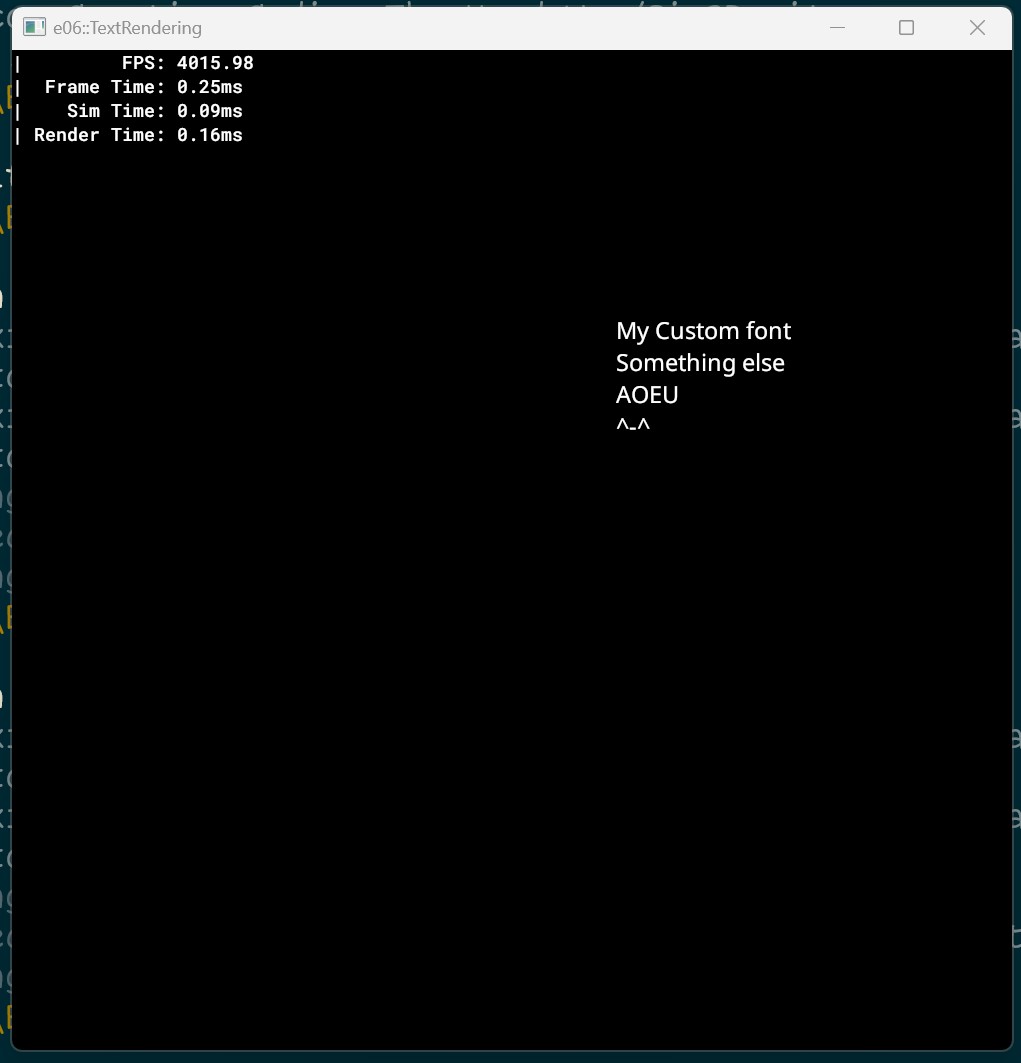 e06::TextRendering
| FPS: 4015.98
| Frame Time: 0.25ms
| Sim Time: 0.09ms
| Render Time: 0.16ms
My Custom font
Something else
AOEU
^-^